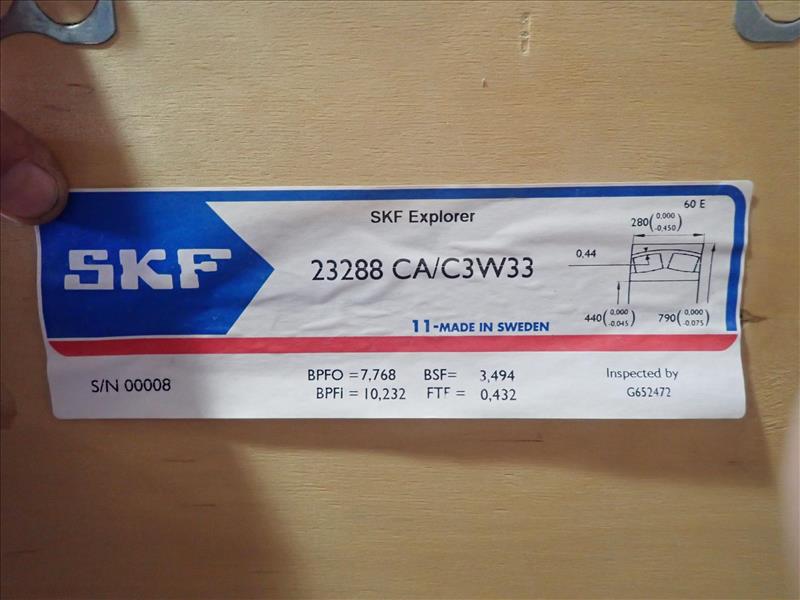 SKF
SKF Explorer
23288 CA/C3W33
11-MADE IN SWEDEN
60 E
280(0,000 -0,450)
0,44
440(0,000 -0.045)
790(0,000 -0.075)
S/N 00008
BPFO =7,768 BSF= 3,494
BPFI = 10,232 FTF = 0,432
Inspected by
G652472